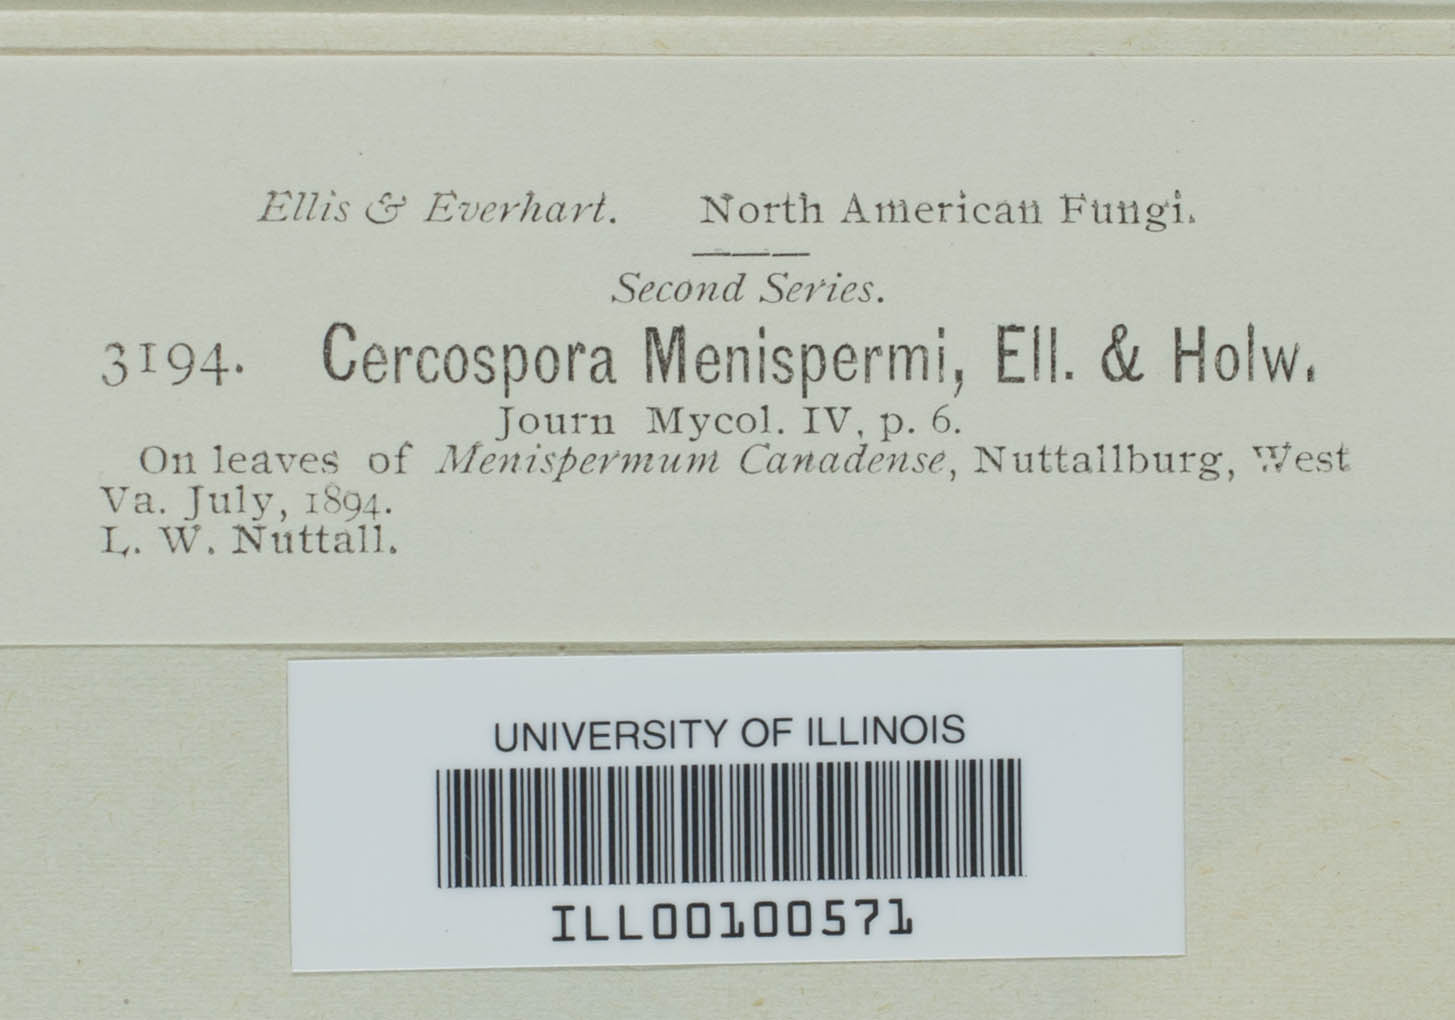 Ellis & Everhart. North American Fungi.
Second Series.
3194. Cercospora Menispermi, Ell. & Holw.
Journ Mycol. IV, p. 6.
On leaves of Menispermum Canadense, Nuttallburg, West
Va. July, 1894.
L. W. Nuttall.
UNIVERSITY OF ILLINOIS
ILL00100571